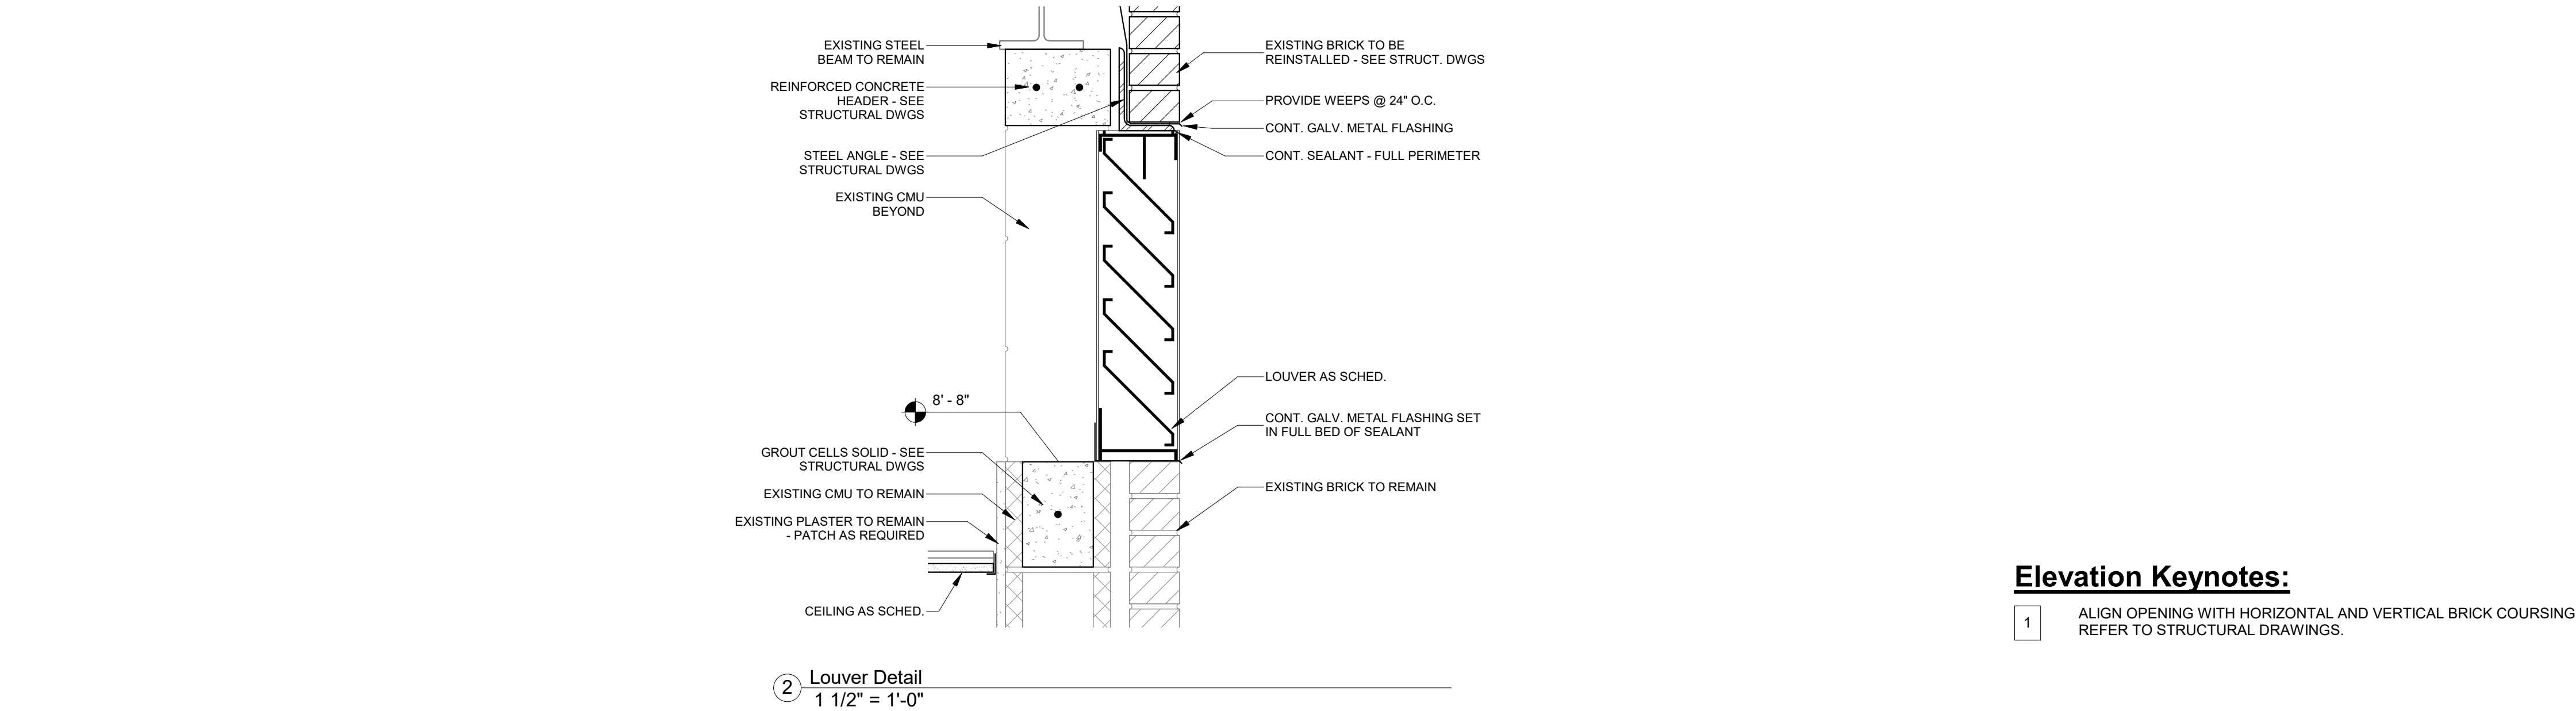 EXISTING STEEL
BEAM TO REMAIN
REINFORCED CONCRETE
HEADER - SEE
STRUCTURAL DWGS
STEEL ANGLE - SEE
STRUCTURAL DWGS
EXISTING CMU
BEYOND
8' - 8"
GROUT CELLS SOLID - SEE
STRUCTURAL DWGS
EXISTING CMU TO REMAIN
EXISTING PLASTER TO REMAIN
- PATCH AS REQUIRED
CEILING AS SCHED.
EXISTING BRICK TO BE
REINSTALLED - SEE STRUCT. DWGS
PROVIDE WEEPS @ 24" O.C.
CONT. GALV. METAL FLASHING
CONT. SEALANT - FULL PERIMETER
LOUVER AS SCHED.
CONT. GALV. METAL FLASHING SET
IN FULL BED OF SEALANT
EXISTING BRICK TO REMAIN
2 Louver Detail
1 1/2" = 1'-0"
Elevation Keynotes:
1 ALIGN OPENING WITH HORIZONTAL AND VERTICAL BRICK COURSING
REFER TO STRUCTURAL DRAWINGS.